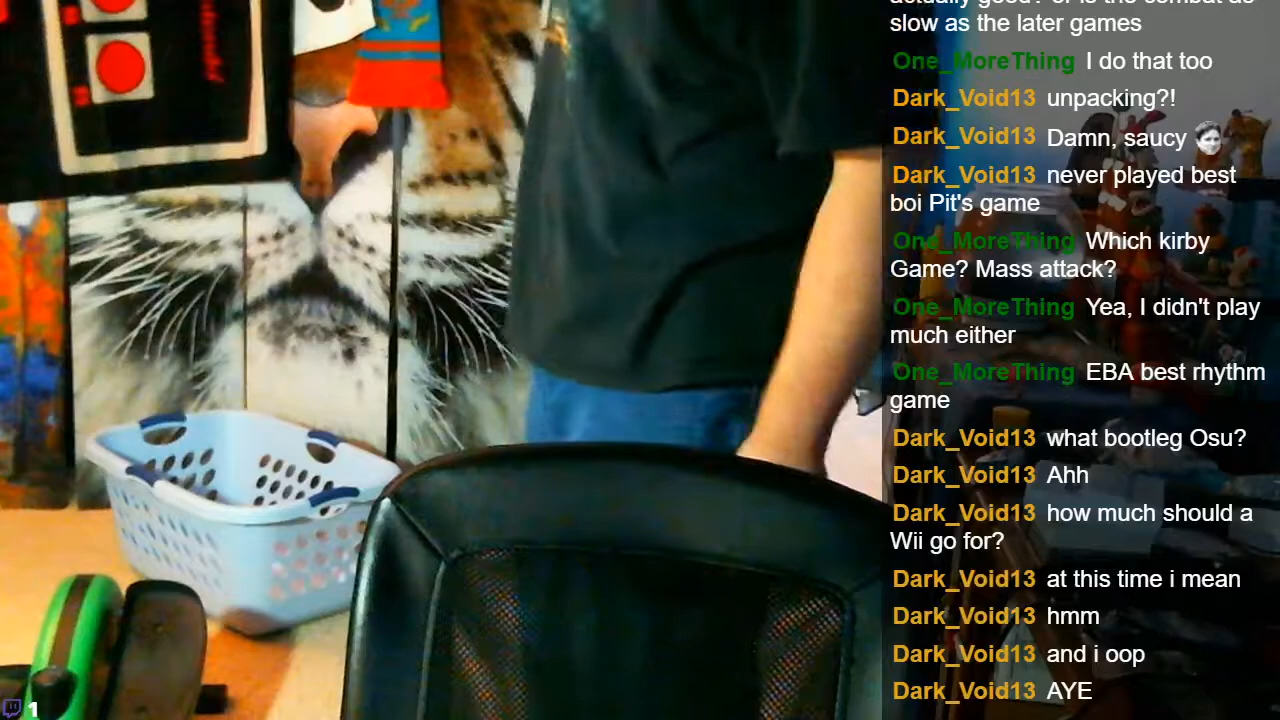 slow as the later games
One_MoreThing I do that too
Dark_Void13 unpacking?!
Dark_Void13 Damn, saucy
Dark_Void13 never played best
boi Pit's game
One_MoreThing Which kirby
Game? Mass attack?
One_MoreThing Yea, I didn't play
much either
One_MoreThing EBA best rhythm
game
Dark_Void13 what bootleg Osu?
Dark_Void13 Ahh
Dark_Void13 how much should a
Wii go for?
Dark_Void13 at this time i mean
Dark_Void13 hmm
Dark_Void13 and i oop
Dark_Void13 AYE
1